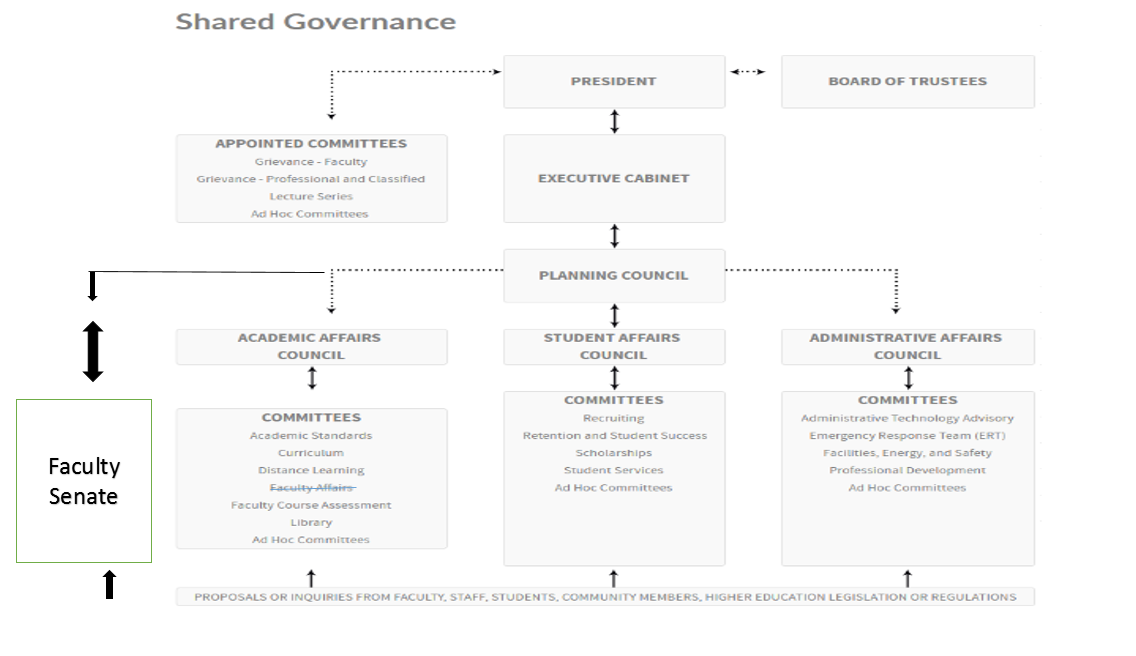 Shared Governance
PRESIDENT
BOARD OF TRUSTEES
APPOINTED COMMITTEES
Grievance - Faculty
Grievance - Professional and Classified
Lecture Series
Ad Hoc Committees
EXECUTIVE CABINET
PLANNING COUNCIL
ACADEMIC AFFAIRS
COUNCIL
STUDENT AFFAIRS
COUNCIL
ADMINISTRATIVE AFFAIRS
COUNCIL
Faculty
Senate
COMMITTEES
Academic Standards
Curriculum
Distance Learning
Faculty Affairs
Faculty Course Assessment
Library
Ad Hoc Committees
COMMITTEES
Recruiting
Retention and Student Success
Scholarships
Student Services
Ad Hoc Committees
COMMITTEES
Administrative Technology Advisory
Emergency Response Team (ERT)
Facilities, Energy, and Safety
Professional Development
Ad Hoc Committees
PROPOSALS OR INQUIRIES FROM FACULTY, STAFF, STUDENTS, COMMUNITY MEMBERS, HIGHER EDUCATION LEGISLATION OR REGULATIONS